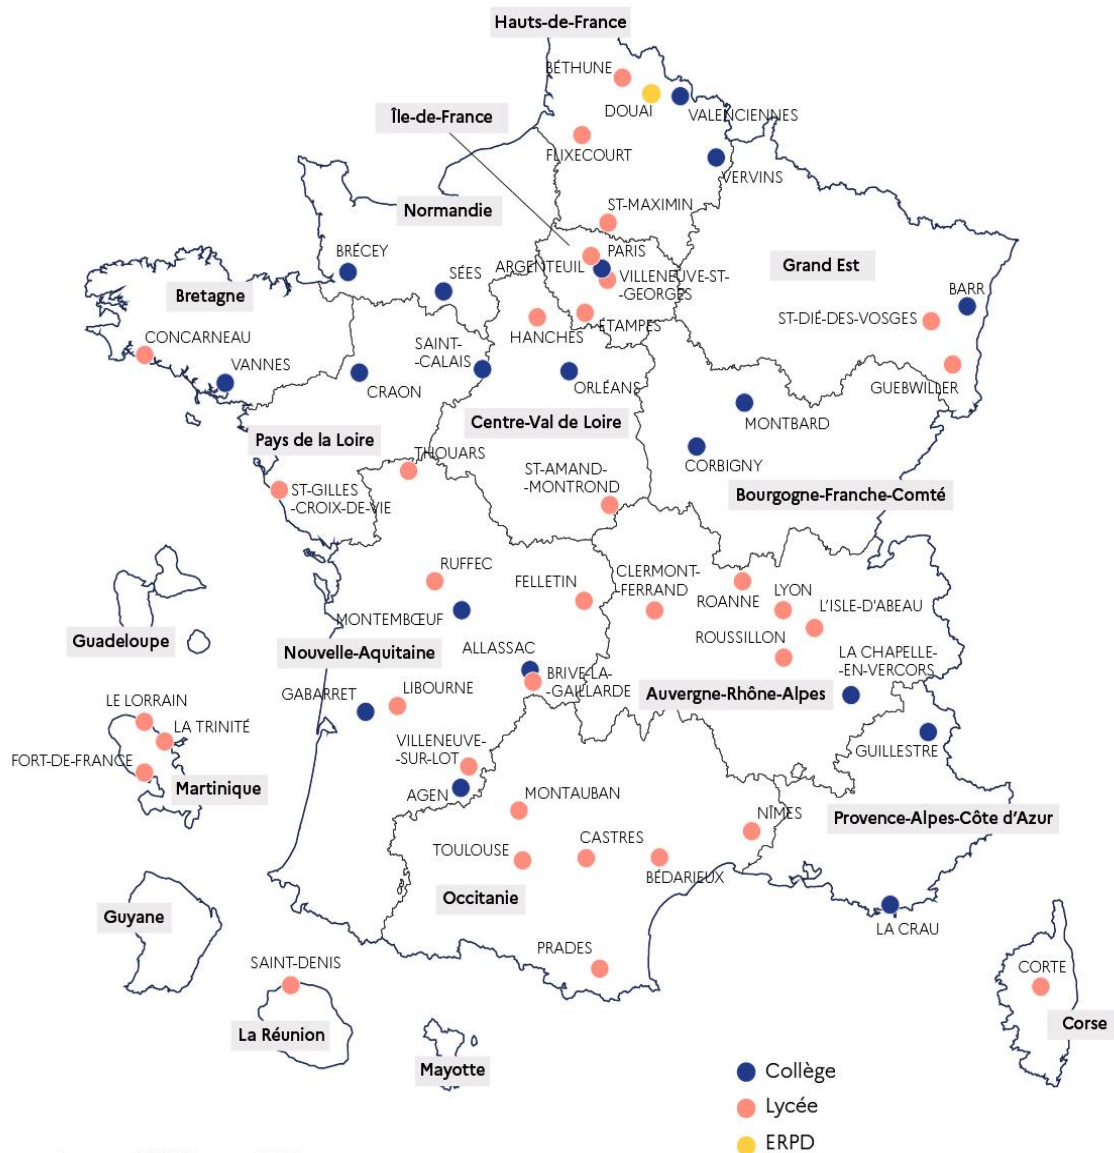 Hauts-de-France
BÉTHUNE
DOUAI
VALENCIENNES
Île-de-France
FLIXECOURT
VERVINS
ST-MAXIMIN
Normandie
BRÉCEY
SÉES
ARGENTEUIL
PARIS
VILLENEUVE-ST-
-GEORGES
Grand Est
BARR
ST-DIÉ-DES-VOSGES
GUEBWILLER
Bretagne
CONCARNEAU
VANNES
HANCHES
ÉTAMPES
SAINT-
-CALAIS
CRAON
ORLÉANS
MONTBARD
CORBIGNY
Centre-Val de Loire
Pays de la Loire
THOUARS
ST-AMAND-
-MONTROND
Bourgogne-Franche-Comté
ST-GILLES
-CROIX-DE-VIE
RUFFEC
FELLETIN
CLERMONT-
FERRAND
ROANNE
LYON
L'ISLE-D'ABEAU
MONTEMBŒUF
ROUSSILLON
Guadeloupe
Nouvelle-Aquitaine
ALLASSAC
BRIVE-LA-
-GAILLARDE
LA CHAPELLE-
-EN-VERCORS
Auvergne-Rhône-Alpes
GABARRET
LIBOURNE
GUILLESTRE
LE LORRAIN
LA TRINITÉ
FORT-DE-FRANCE
Martinique
VILLENEUVE-
-SUR-LOT
AGEN
MONTAUBAN
NÎMES
Provence-Alpes-Côte d'Azur
TOULOUSE
CASTRES
BÉDARIEUX
Occitanie
Guyane
LA CRAU
PRADES
SAINT-DENIS
La Réunion
Mayotte
CORTE
Corse
Collège
Lycée
ERPD